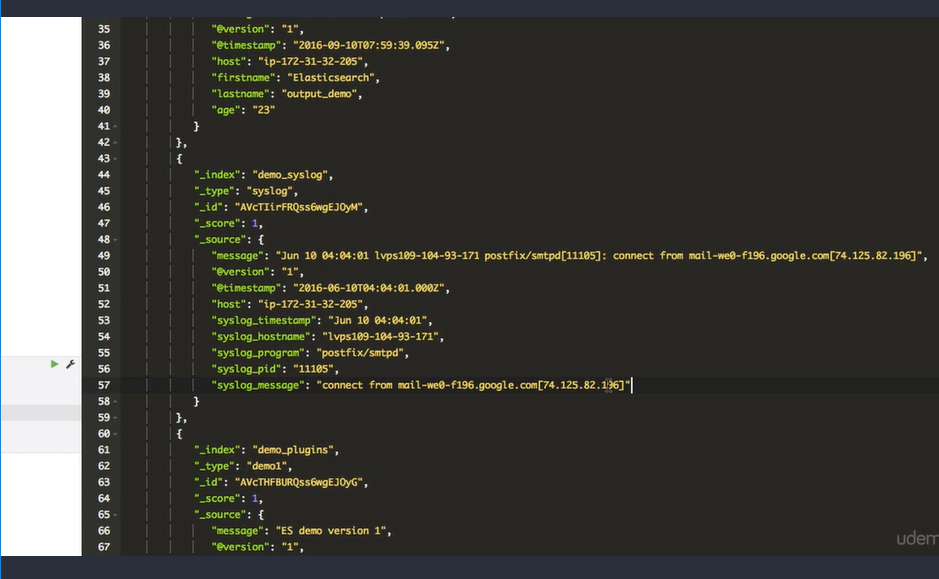 35 "@version": "1",
36 "@timestamp": "2016-09-10T07:59:39.095Z",
37 "host": "ip-172-31-32-205",
38 "firstname": "Elasticsearch",
39 "lastname": "output_demo",
40 "age": "23"
41 }
42 },
43 {
44 "_index": "demo_syslog",
45 "_type": "syslog",
46 "_id": "AVcTIirFRQss6wgEJOyM",
47 "_score": 1,
48 "_source": {
49 "message": "Jun 10 04:04:01 lvps109-104-93-171 postfix/smtpd[11105]: connect from mail-we0-f196.google.com[74.125.82.196]",
50 "@version": "1",
51 "@timestamp": "2016-06-10T04:04:01.000Z",
52 "host": "ip-172-31-32-205",
53 "syslog_timestamp": "Jun 10 04:04:01",
54 "syslog_hostname": "lvps109-104-93-171",
55 "syslog_program": "postfix/smtpd",
56 "syslog_pid": "11105",
57 "syslog_message": "connect from mail-we0-f196.google.com[74.125.82.196]"
58 }
59 },
60 {
61 "_index": "demo_plugins",
62 "_type": "demo1",
63 "_id": "AVcTHFBURQss6wgEJOyG",
64 "_score": 1,
65 "_source": {
66 "message": "ES demo version 1",
67 "@version": "1",
udem